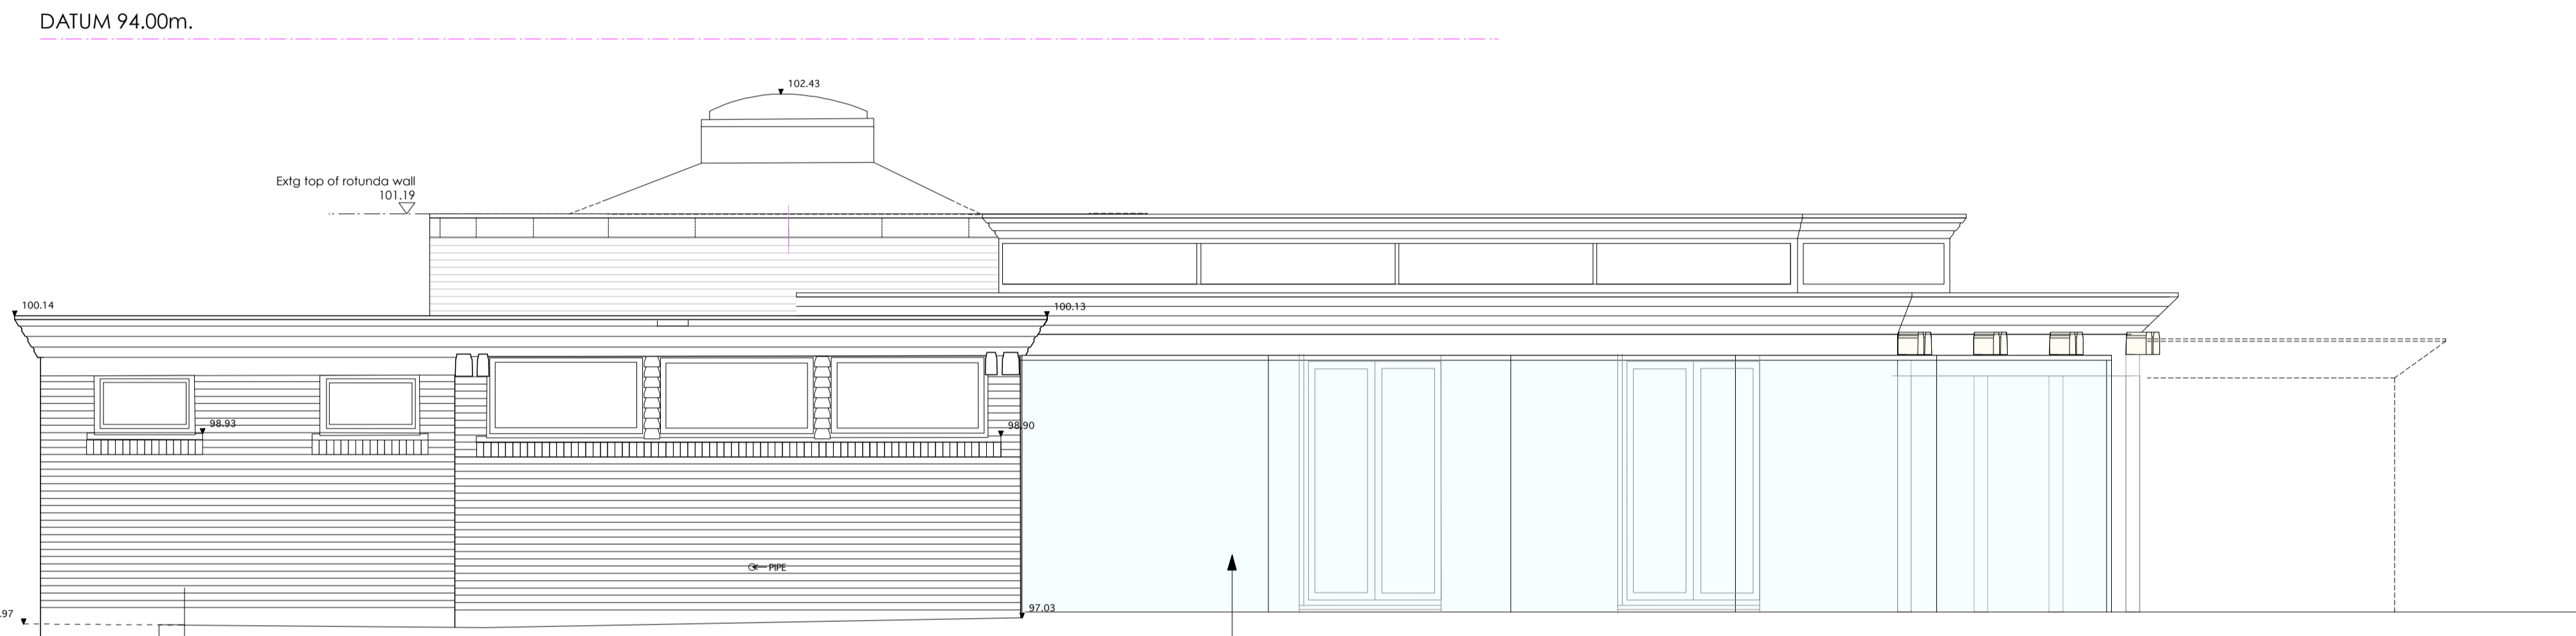 DATUM 94.00m.
102.43
Extg top of rotunda wall
101.19
100.14
100.13
98.93
98.90
PIPE
97.03
.97